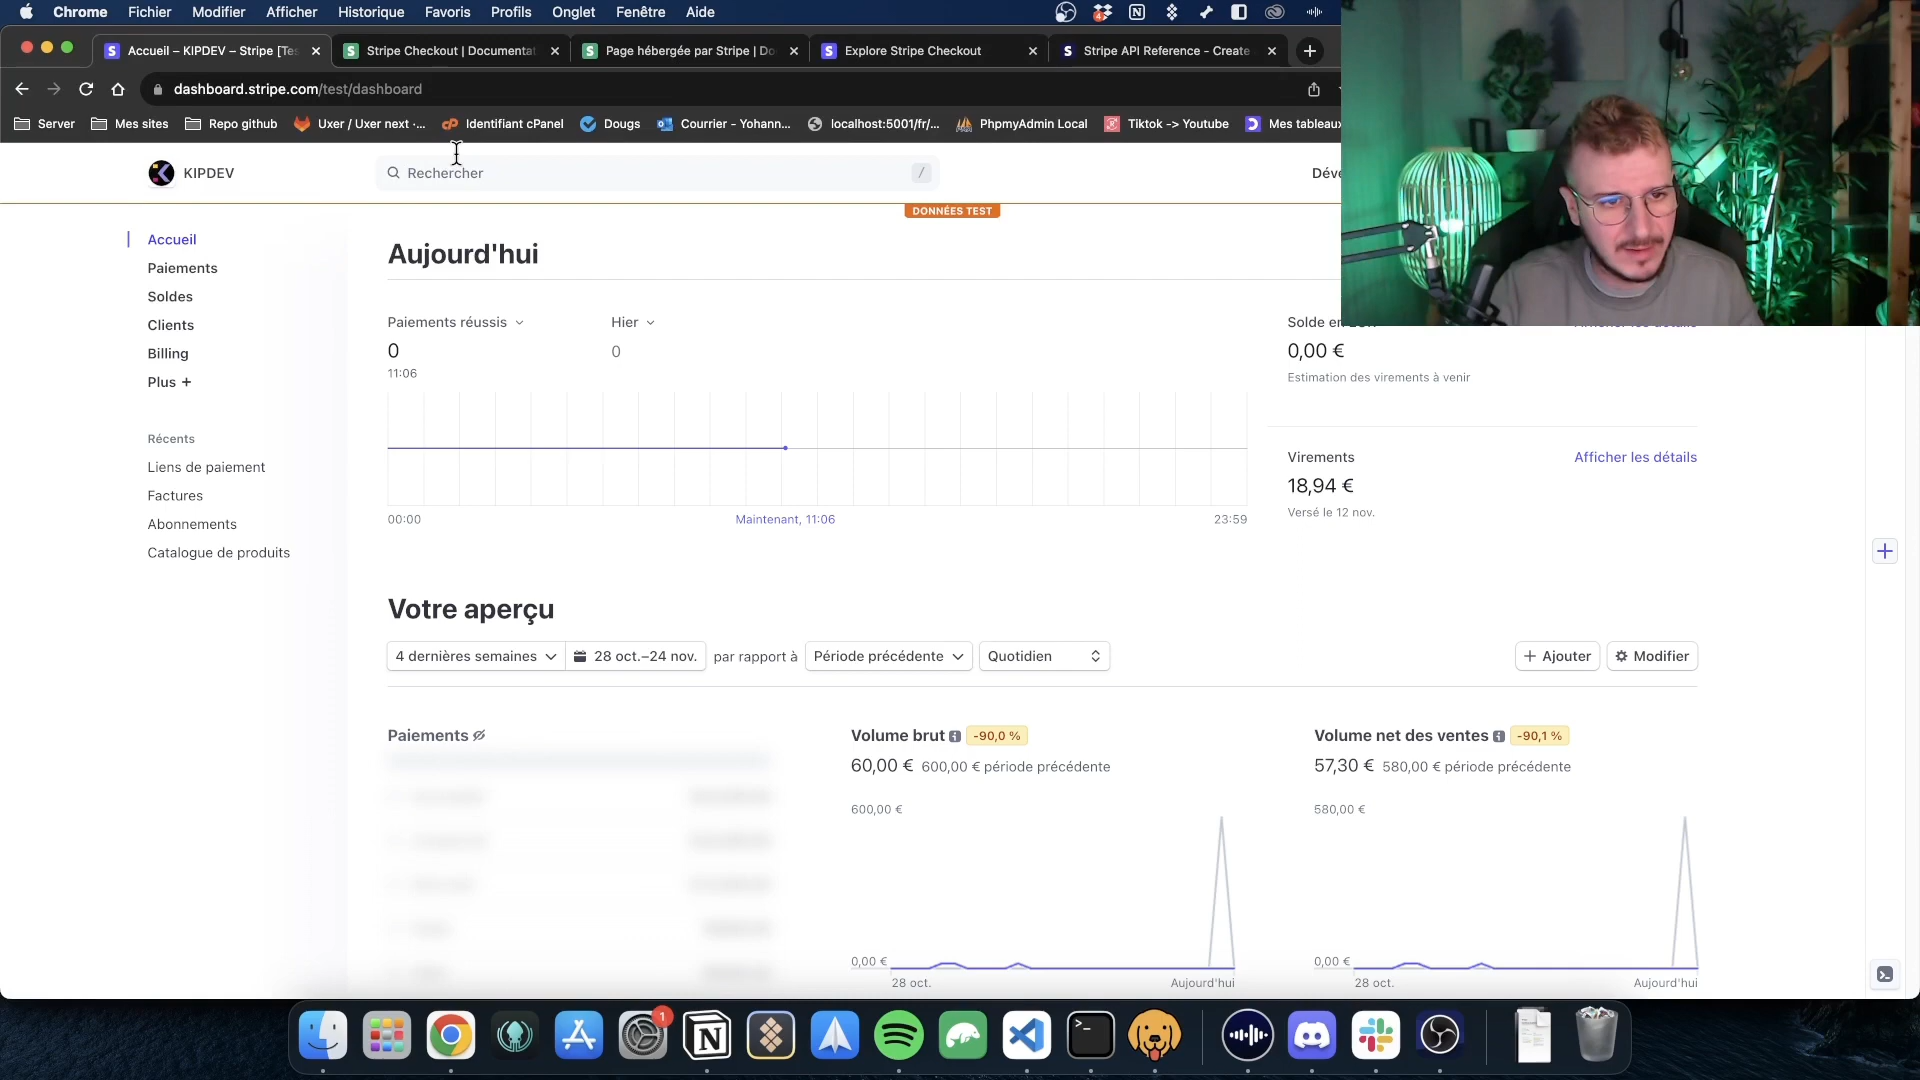 Chrome Fichier Modifier Afficher Historique Favoris Profils Onglet Fenêtre Aide
Accueil – KIPDEV – Stripe [Tes
Stripe Checkout | Documentat
Page hébergée par Stripe | Do
Explore Stripe Checkout
Stripe API Reference - Create
dashboard.stripe.com/test/dashboard
Server
Mes sites
Repo github
Uxer / Uxer next -...
Identifiant cPanel
Dougs
Courrier - Yohann...
localhost:5001/fr/...
PhpmyAdmin Local
Tiktok -> Youtube
Mes tableaux
KIPDEV
Rechercher
/
Déve
DONNÉES TEST
Accueil
Paiements
Soldes
Clients
Billing
Plus +
Récents
Liens de paiement
Factures
Abonnements
Catalogue de produits
Aujourd'hui
Paiements réussis
0
11:06
Hier
0
00:00
Maintenant, 11:06
23:59
Solde en
0,00 €
Estimation des virements à venir
Virements
Afficher les détails
18,94 €
Versé le 12 nov.
Votre aperçu
4 dernières semaines
28 oct.–24 nov.
par rapport à
Période précédente
Quotidien
+ Ajouter
Modifier
Paiements
Volume brut -90,0 %
60,00 € 600,00 € période précédente
600,00 €
0,00 €
28 oct.
Aujourd'hui
Volume net des ventes -90,1 %
57,30 € 580,00 € période précédente
580,00 €
0,00 €
28 oct.
Aujourd'hui
1